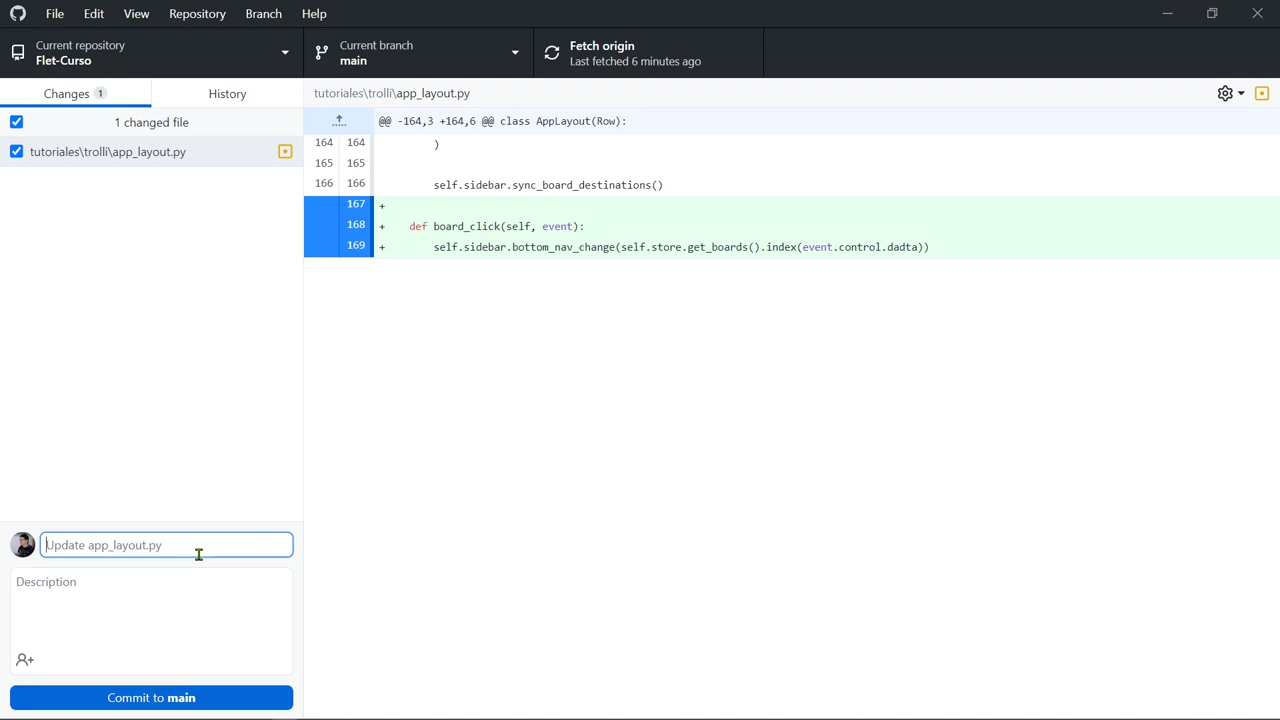 File Edit View Repository Branch Help
Current repository
Flet-Curso
Current branch
main
Fetch origin
Last fetched 6 minutes ago
Changes 1
History
tutoriales\trolli\app_layout.py
1 changed file
tutoriales\trolli\app_layout.py
@@ -164,3 +164,6 @@ class AppLayout(Row):
164 164 )
165 165
166 166 self.sidebar.sync_board_destinations()
167 +
168 + def board_click(self, event):
169 + self.sidebar.bottom_nav_change(self.store.get_boards().index(event.control.dadta))
Update app_layout.py
Description
Commit to main